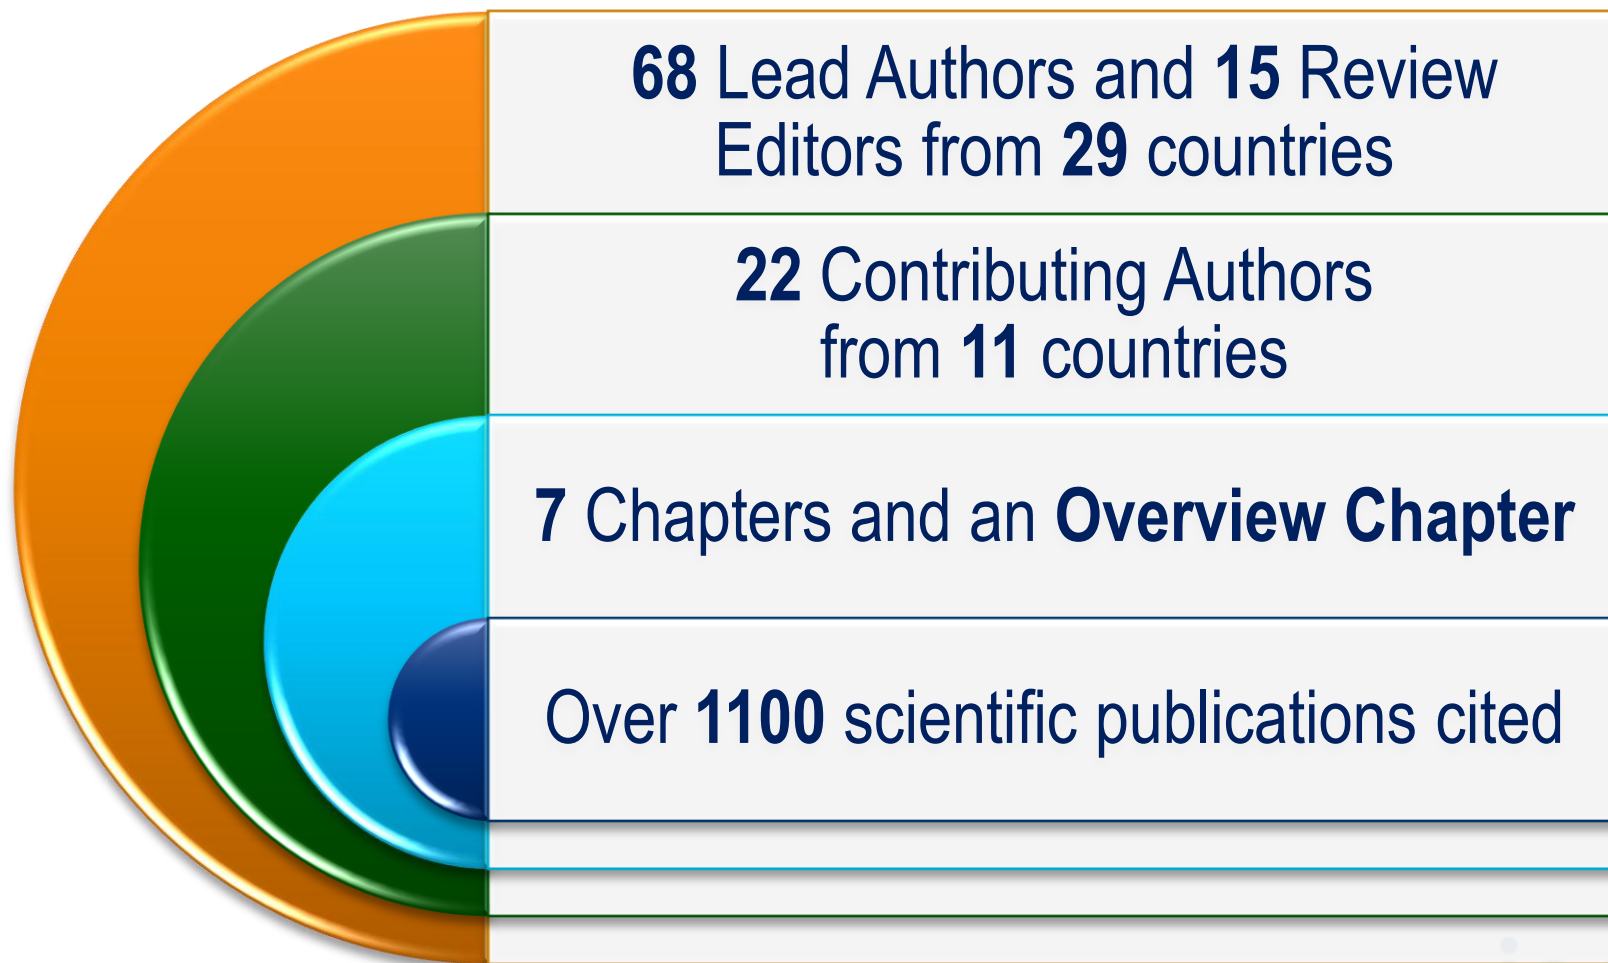 68 Lead Authors and 15 Review
Editors from 29 countries
22 Contributing Authors
from 11 countries
7 Chapters and an Overview Chapter
Over 1100 scientific publications cited